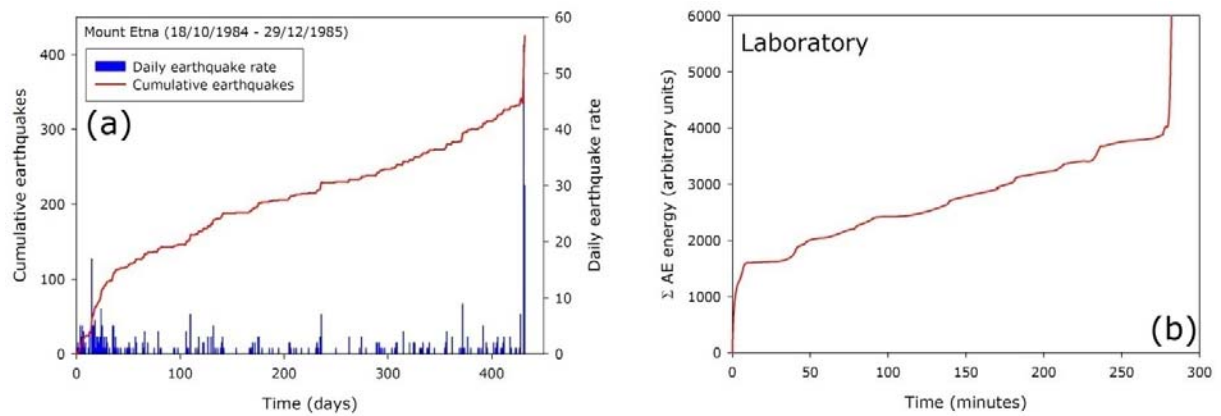 Mount Etna (18/10/1984 - 29/12/1985)
Daily earthquake rate
Cumulative earthquakes
(a)
Cumulative earthquakes
400
300
200
100
0
60
50
40
30
20
10
0
Daily earthquake rate
0 100 200 300 400
Time (days)
Laboratory
(b)
Σ AE energy (arbitrary units)
6000
5000
4000
3000
2000
1000
0
0 50 100 150 200 250 300
Time (minutes)